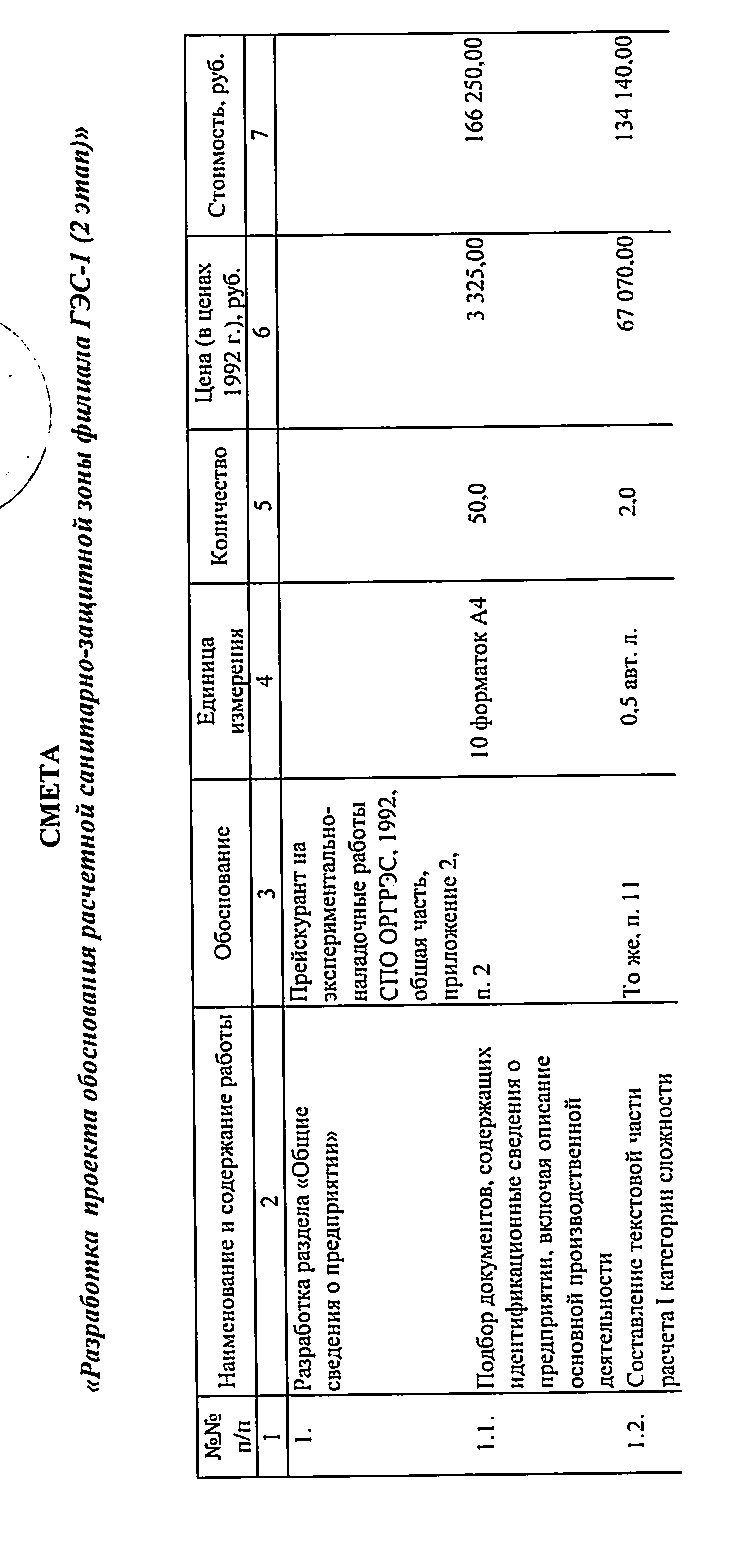 СМЕТА
«Разработка проекта обоснования расчетной санитарно-защитной зоны филиала ГЭС-1 (2 этап)»
№№ п/п
Наименование и содержание работы
Обоснование
Единица измерения
Количество
Цена (в ценах 1992 г.), руб.
Стоимость, руб.
1 2 3 4 5 6 7
1.
Разработка раздела «Общие
сведения о предприятии»
Прейскурант на
экспериментально-
наладочные работы
СПО ОРГРЭС, 1992,
общая часть,
приложение 2,
п. 2
1.1.
Подбор документов, содержащих
идентификационные сведения о
предприятии, включая описание
основной производственной
деятельности
10 форматок А4
50,0
3 325,00
166 250,00
1.2.
Составление текстовой части
расчета I категории сложности
То же, п. 11
0,5 авт. л.
2,0
67 070,00
134 140,00